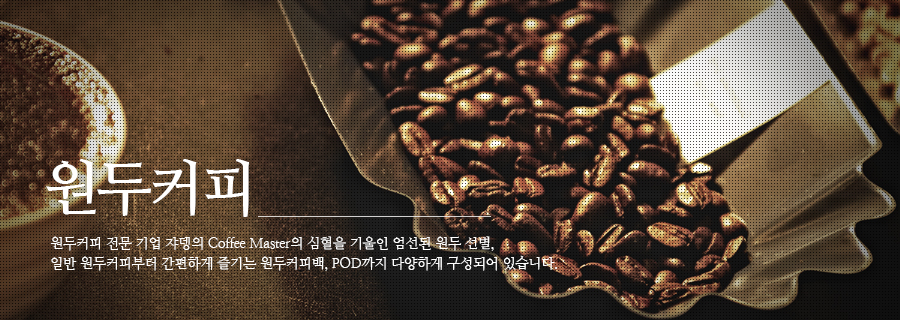 원두커피
원두커피 전문 기업 쟈뎅의 Coffee Master의 심혈을 기울인 엄선된 원두 선별,
일반 원두커피부터 간편하게 즐기는 원두커피백, POD까지 다양하게 구성되어 있습니다.